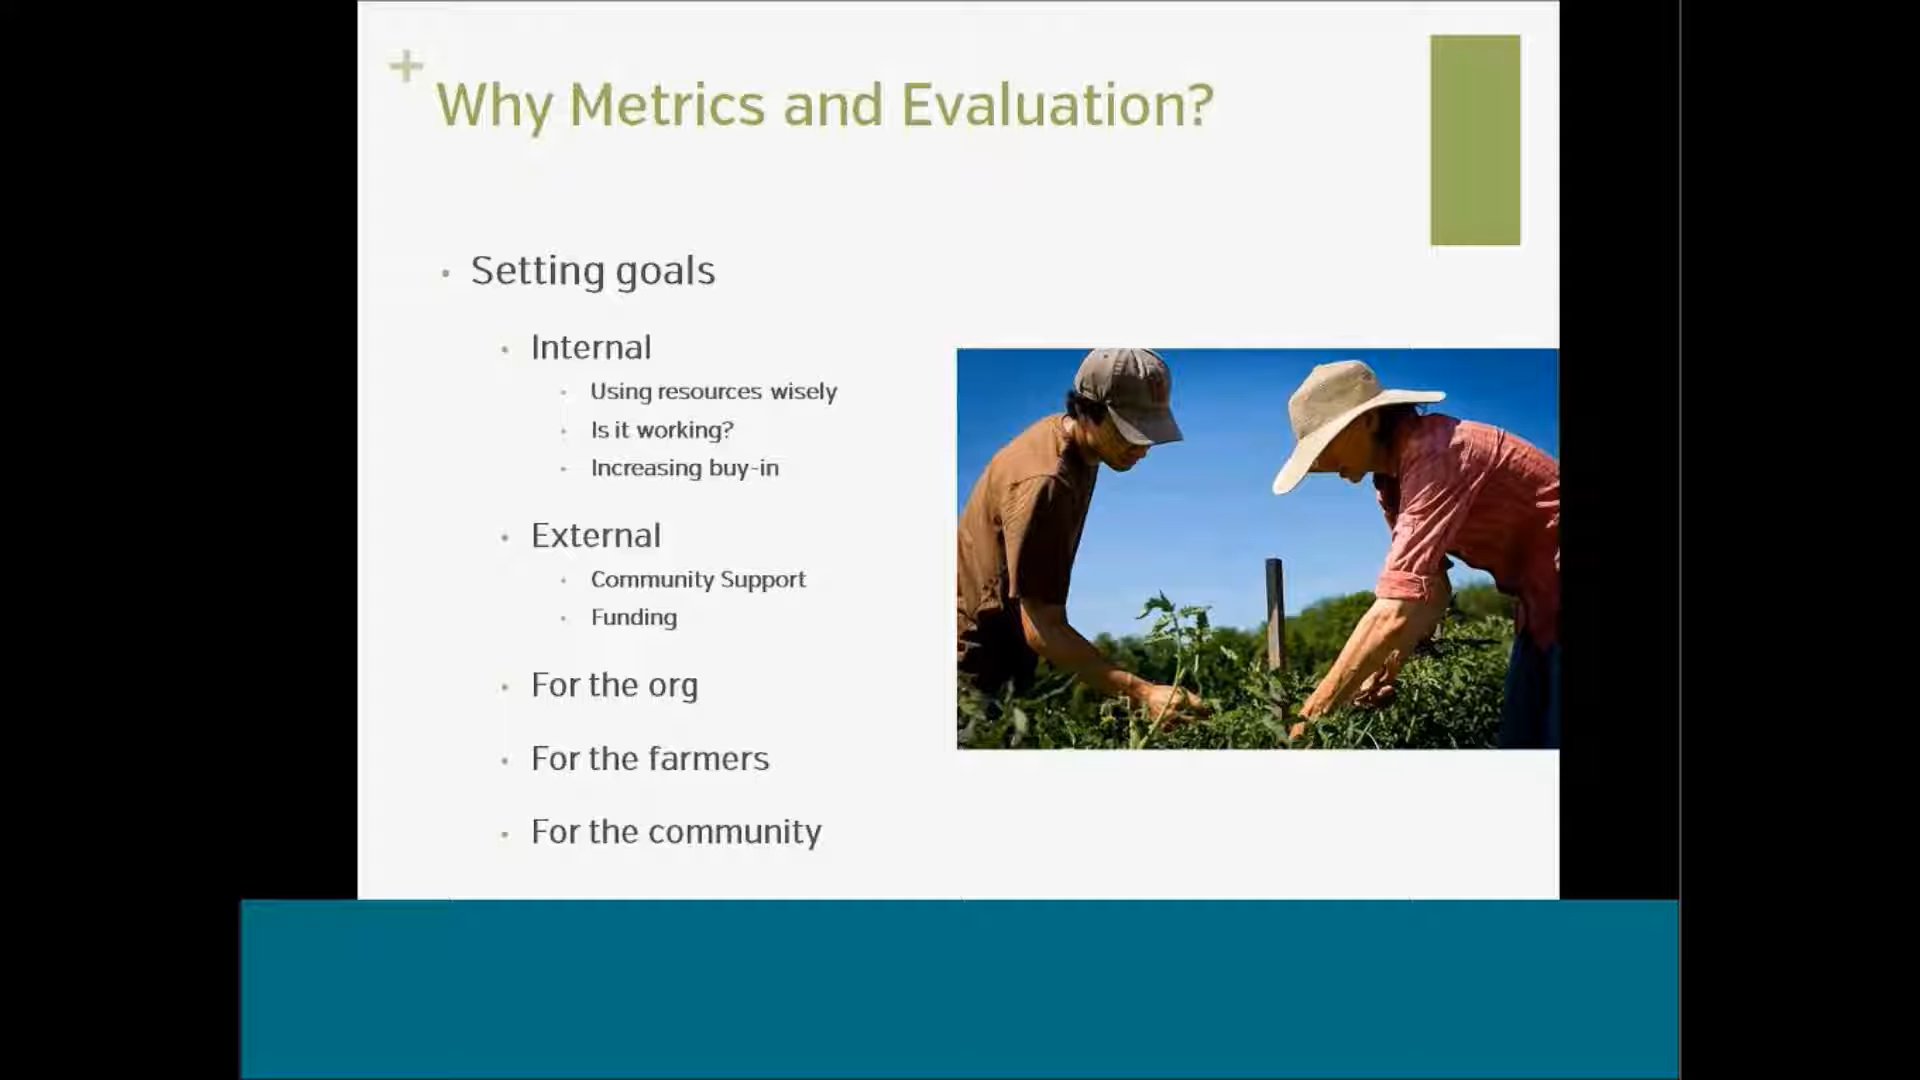 +
Why Metrics and Evaluation?
• Setting goals
• Internal
• Using resources wisely
• Is it working?
• Increasing buy-in
• External
• Community Support
• Funding
• For the org
• For the farmers
• For the community